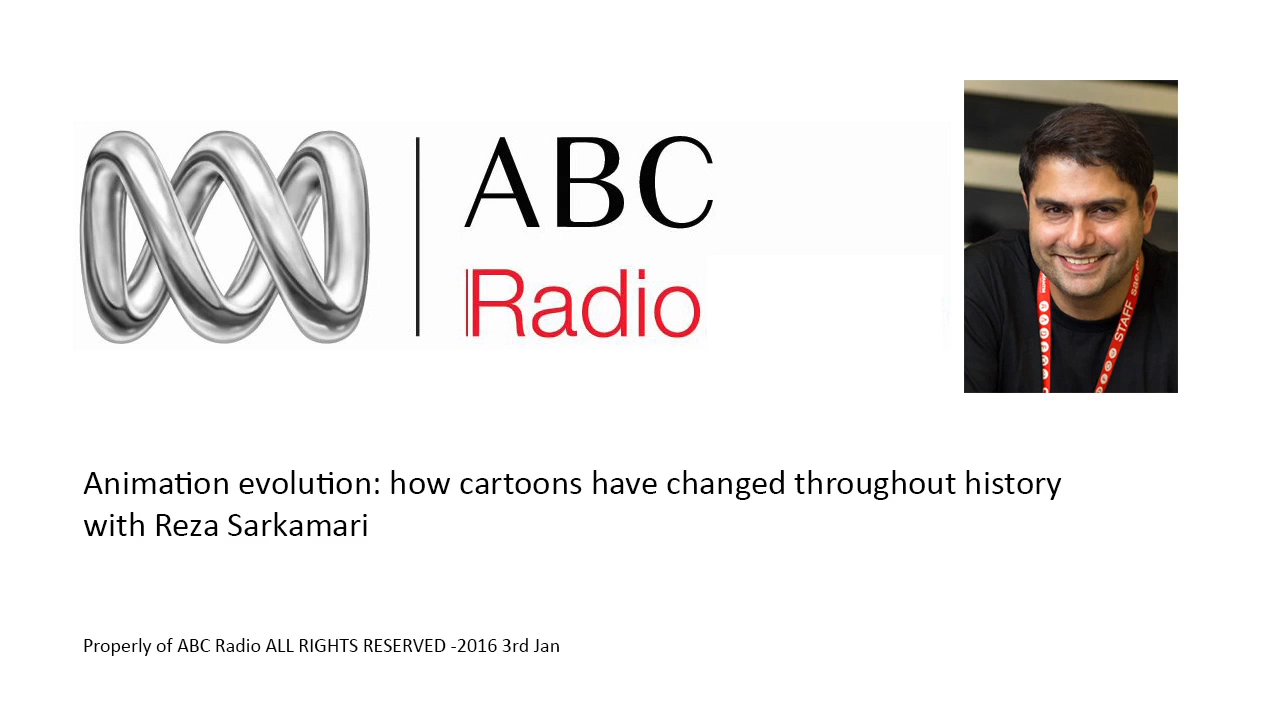 ABC
Radio
STAFF
sae.e
Animation evolution: how cartoons have changed throughout history
with Reza Sarkamari
Properly of ABC Radio ALL RIGHTS RESERVED -2016 3rd Jan